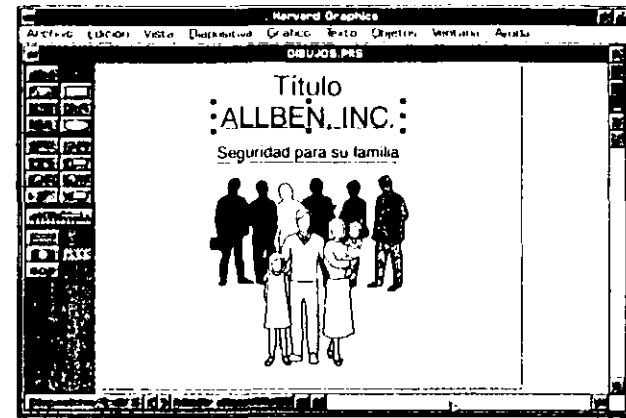 Harvard Graphics
Archivo Edición Vista Diapositiva Gráfico Texto Objetos Ventana Ayuda
DIBUJOS.PRS
Título
ALLBEN, INC.
Seguridad para su familia